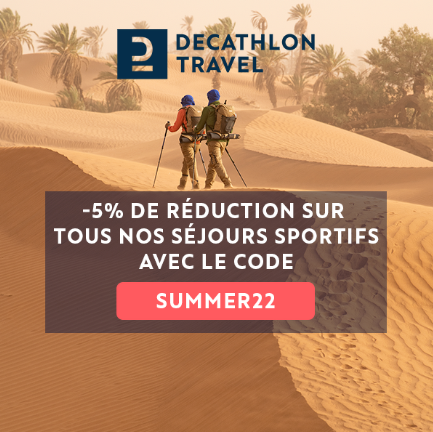 DECATHLON
TRAVEL
-5% DE RÉDUCTION SUR
TOUS NOS SÉJOURS SPORTIFS
AVEC LE CODE
SUMMER22